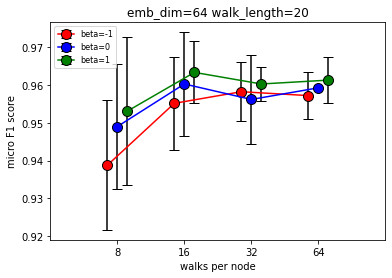 emb_dim=64 walk_length=20
beta=-1
beta=0
beta=1
micro F1 score
0.97
0.96
0.95
0.94
0.93
0.92
8 16 32 64
walks per node